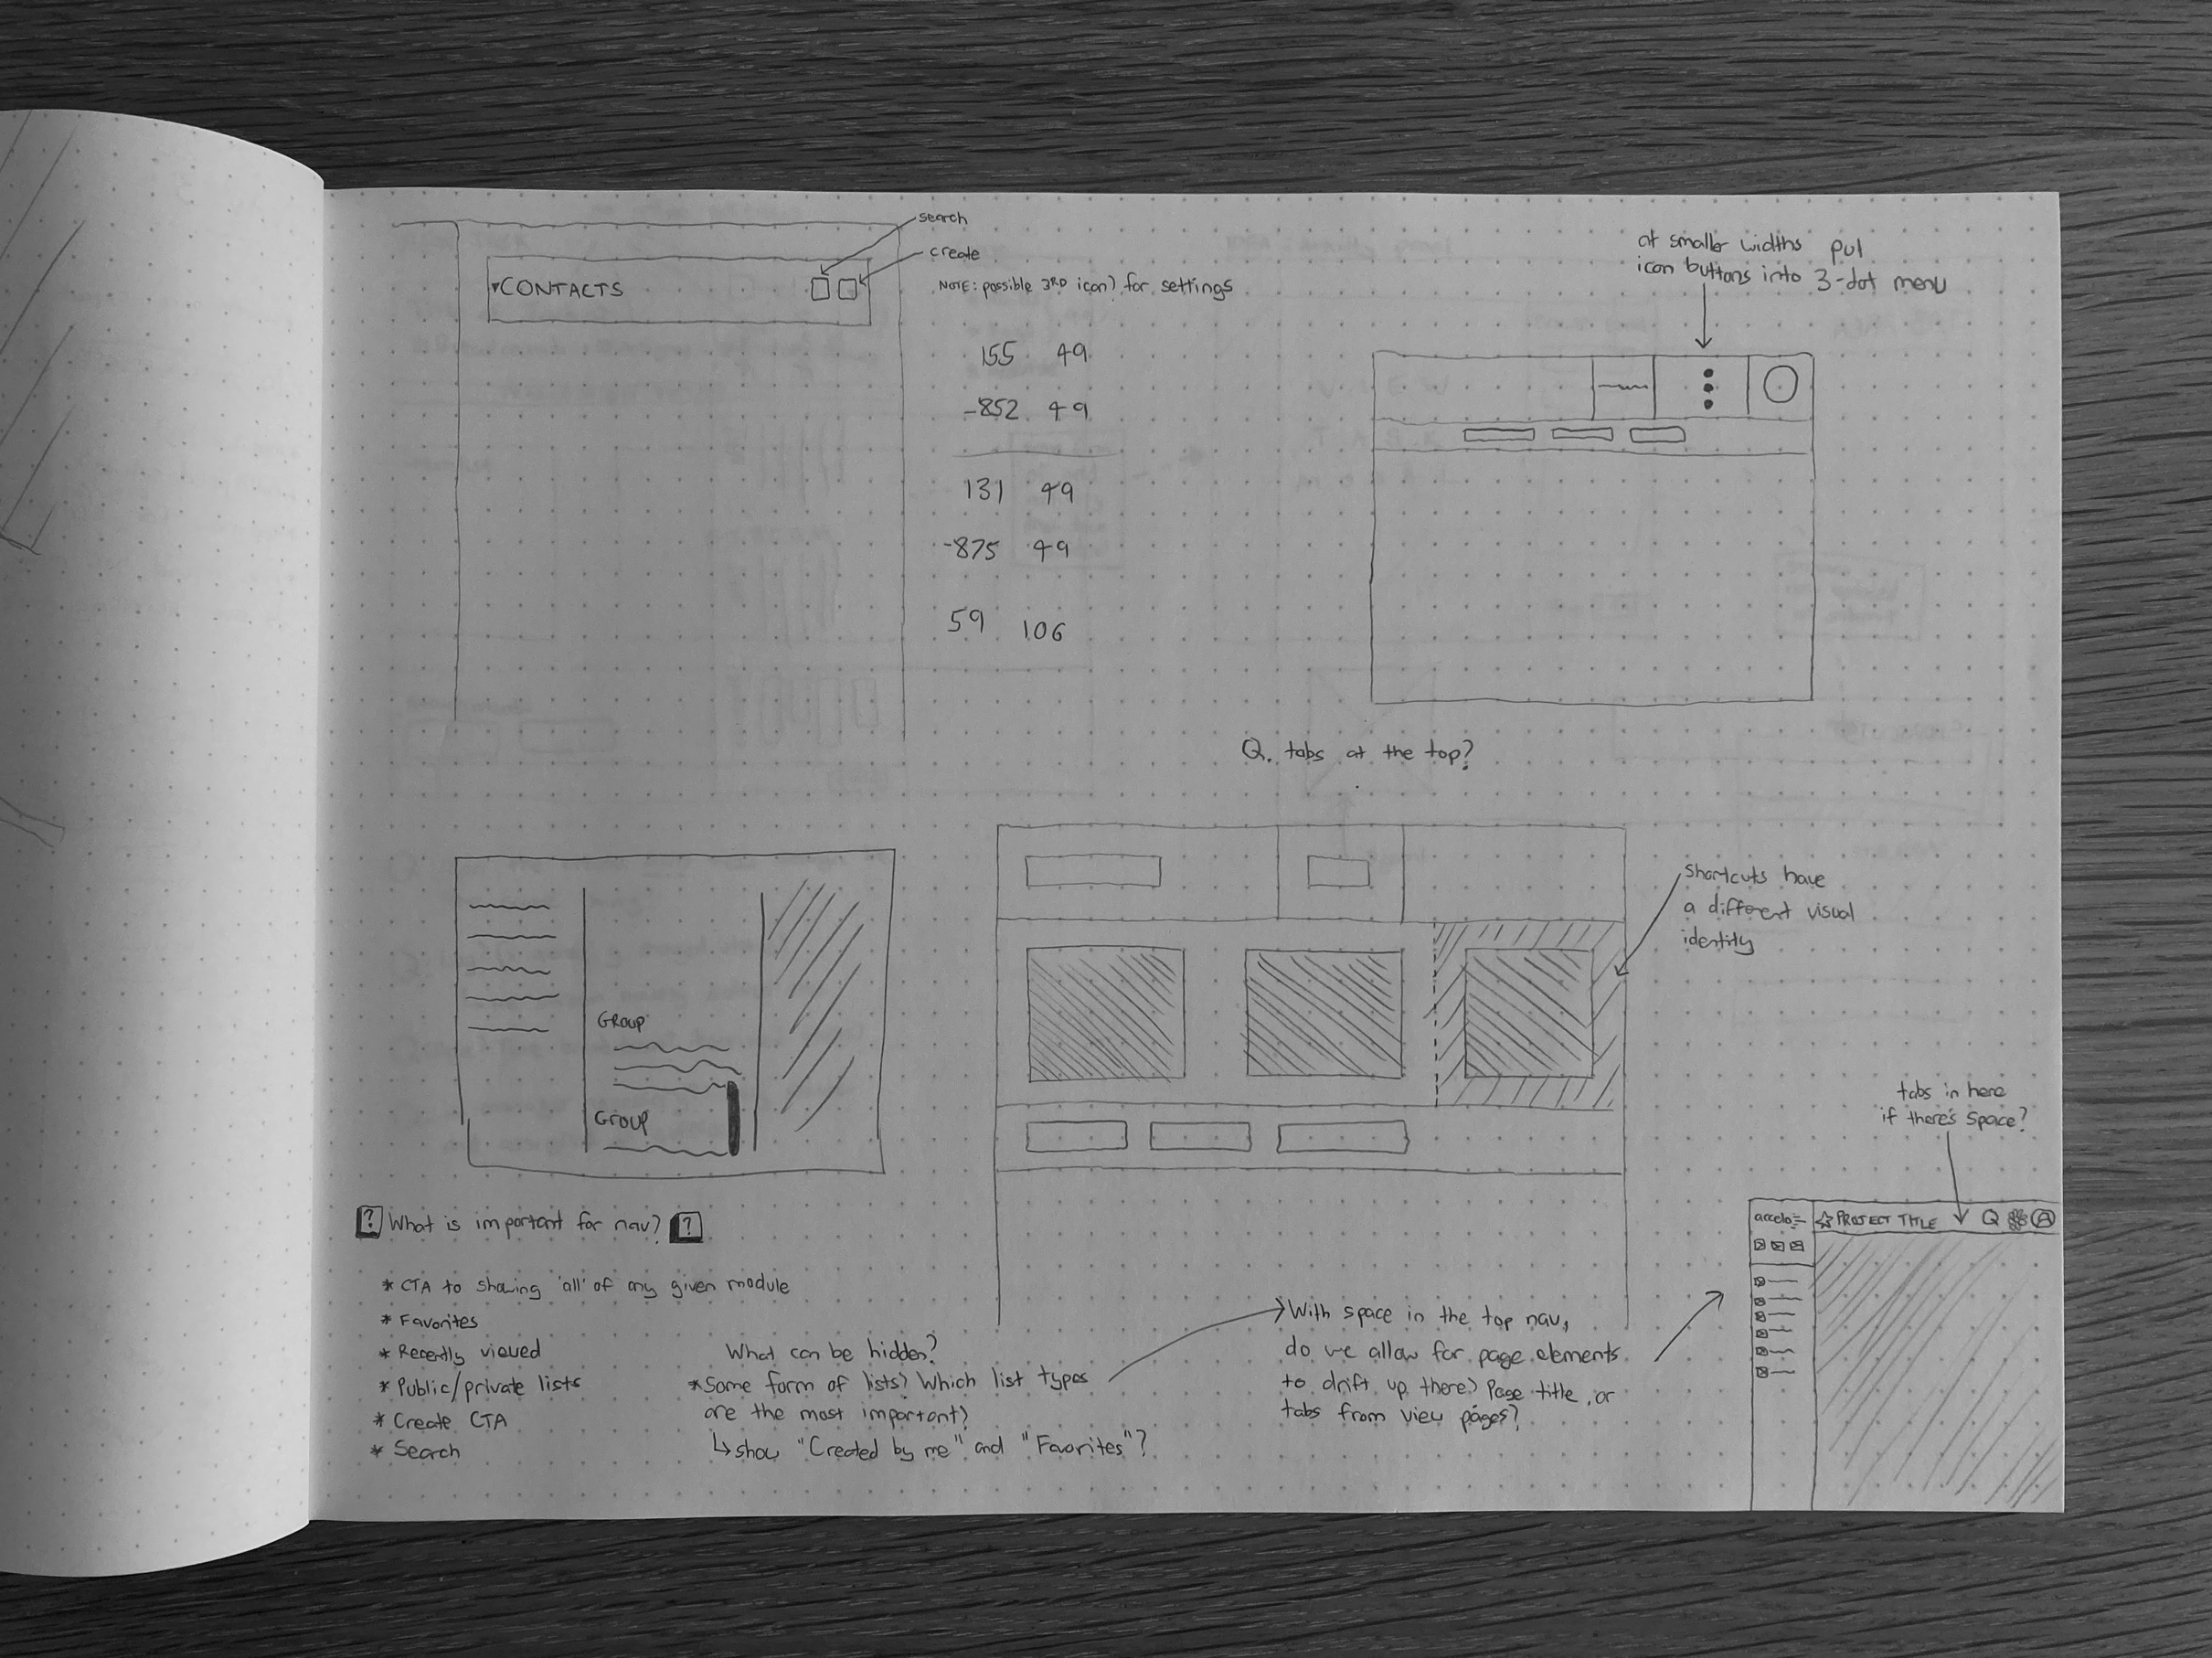 search
create
▾CONTACTS
NOTE: possible 3RD icon? for settings
155 49
-852 49
131 49
-875 49
59 106
at smaller widths put
icon buttons into 3-dot menu
Q. tabs at the top?
Group
Group
shortcuts have
a different visual
identity
tabs in here
if there's space?
accelo
PROJECT TITLE
? What is important for nav? ?
* CTA to showing 'all' of any given module
* Favorites
* Recently viewed
* Public/private lists
* Create CTA
* Search
What can be hidden?
* Some form of lists? Which list types
are the most important?
↳ show "Created by me" and "Favorites"?
With space in the top nav,
do we allow for page elements
to drift up there? Page title, or
tabs from view pages?